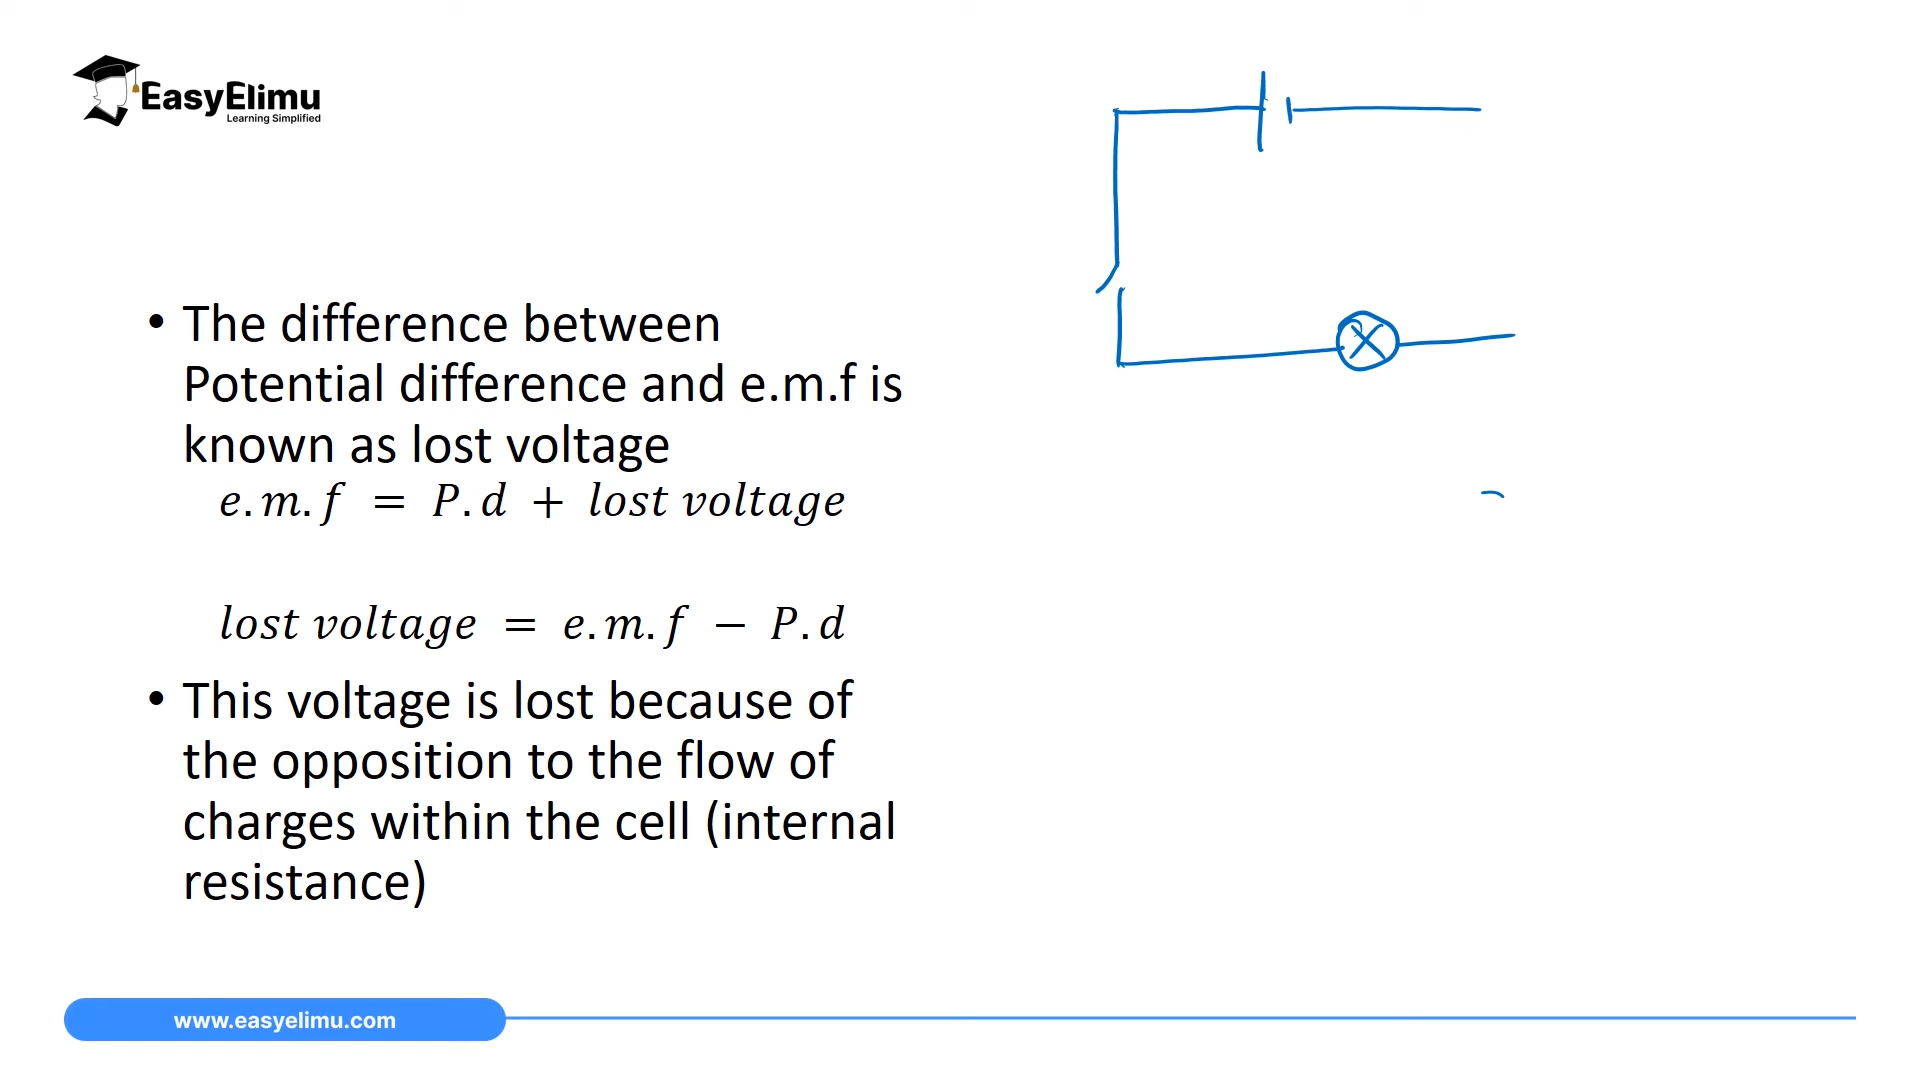 EasyElimu
Learning Simplified
• The difference between
Potential difference and e.m.f is
known as lost voltage
e.m.f = P.d + lost voltage
lost voltage = e.m.f − P.d
• This voltage is lost because of
the opposition to the flow of
charges within the cell (internal
resistance)
www.easyelimu.com